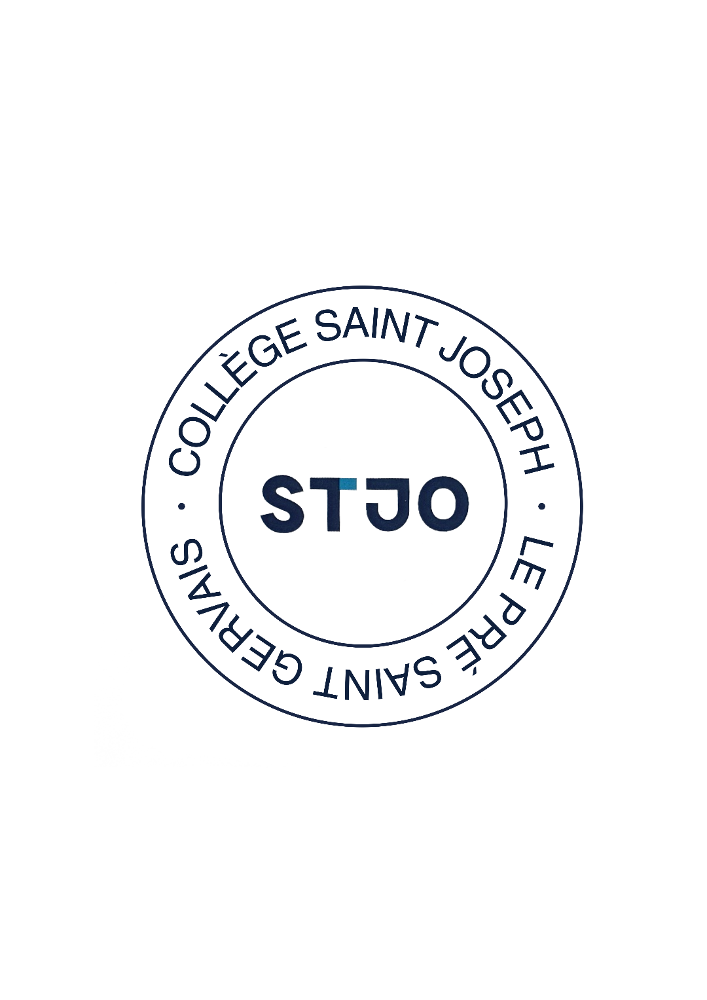 COLLÈGE SAINT JOSEPH
STJO
• LE PRÉ SAINT GERVAIS •